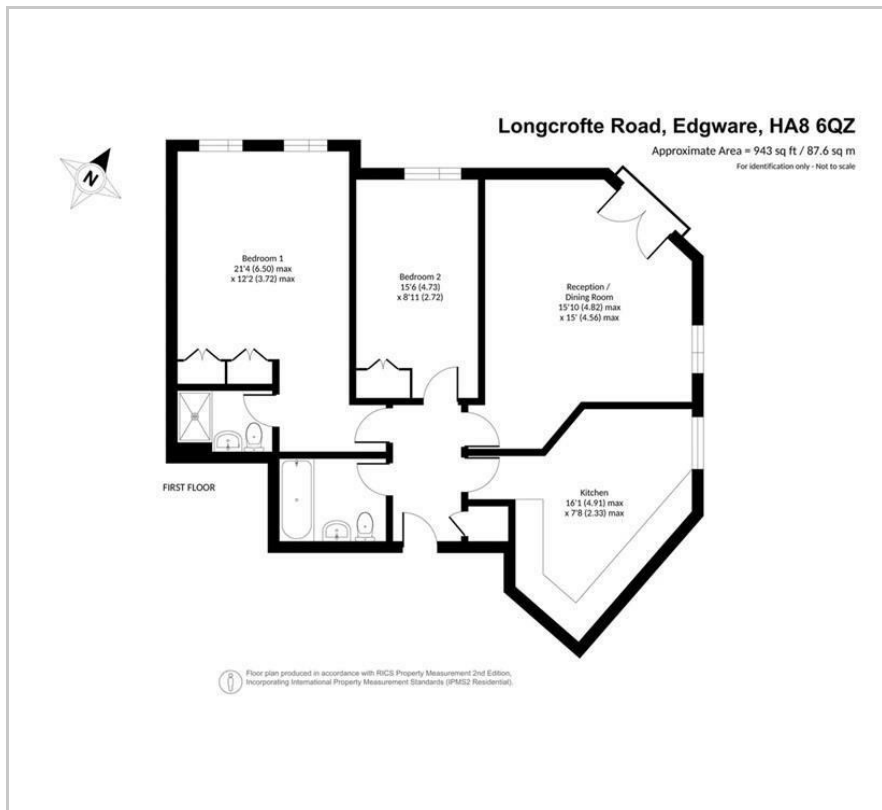 Longcrofte Road, Edgware, HA8 6QZ
Approximate Area = 943 sq ft / 87.6 sq m
For identification only - Not to scale
N
Bedroom 1
21'4 (6.50) max
x 12'2 (3.72) max
Bedroom 2
15'6 (4.73)
x 8'11 (2.72)
Reception /
Dining Room
15'10 (4.82) max
x 15' (4.56) max
FIRST FLOOR
Kitchen
16'1 (4.91) max
x 7'8 (2.33) max
Floor plan produced in accordance with RICS Property Measurement 2nd Edition,
Incorporating International Property Measurement Standards (IPMS2 Residential).